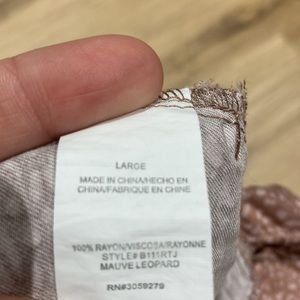 LARGE
MADE IN CHINA/HECHO EN
CHINA/FABRIQUE EN CHINE
100% RAYON/VISCOSA/RAYONNE
STYLE# B111RTJ
MAUVE LEOPARD
RN#3059279